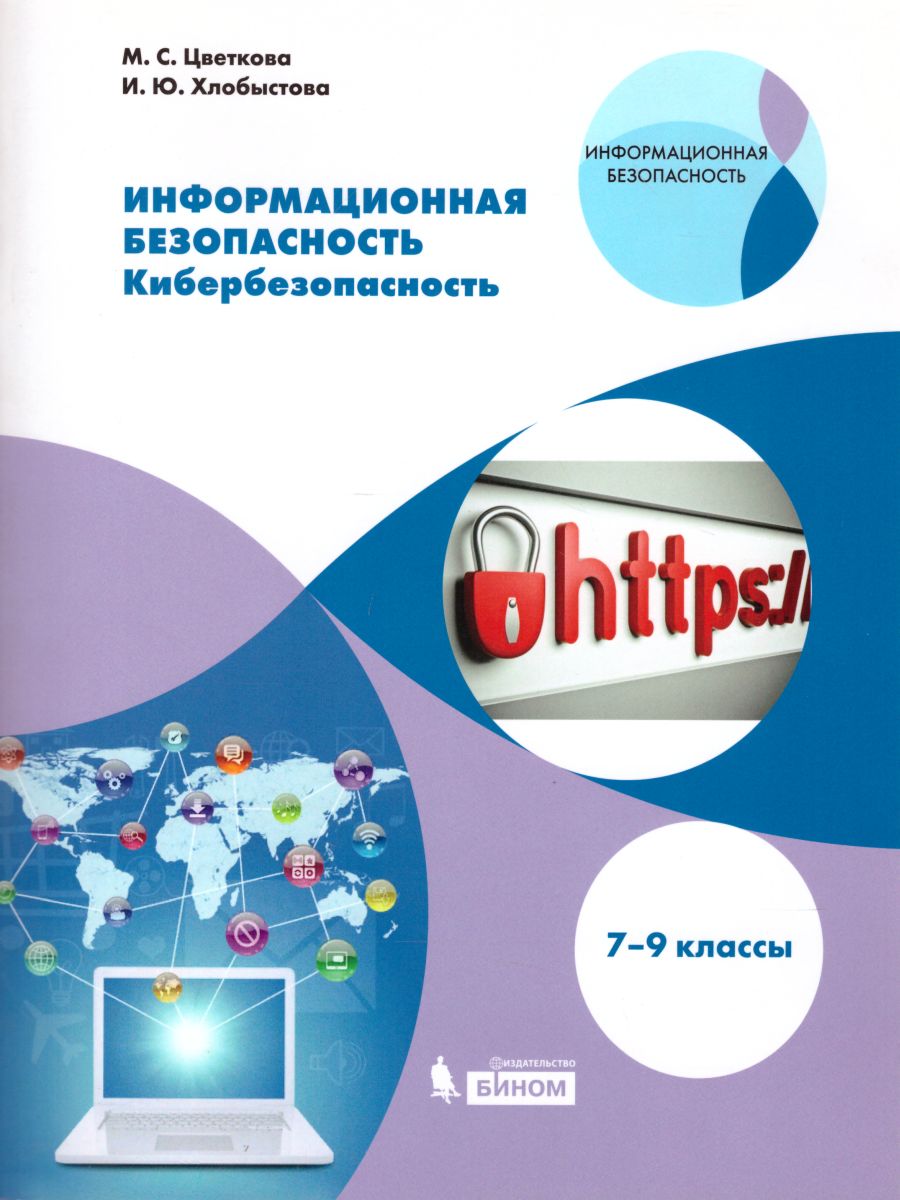 М. С. Цветкова
И. Ю. Хлобыстова
ИНФОРМАЦИОННАЯ
БЕЗОПАСНОСТЬ
ИНФОРМАЦИОННАЯ
БЕЗОПАСНОСТЬ
Кибербезопасность
https://
7–9 классы
ИЗДАТЕЛЬСТВО
БИНОМ